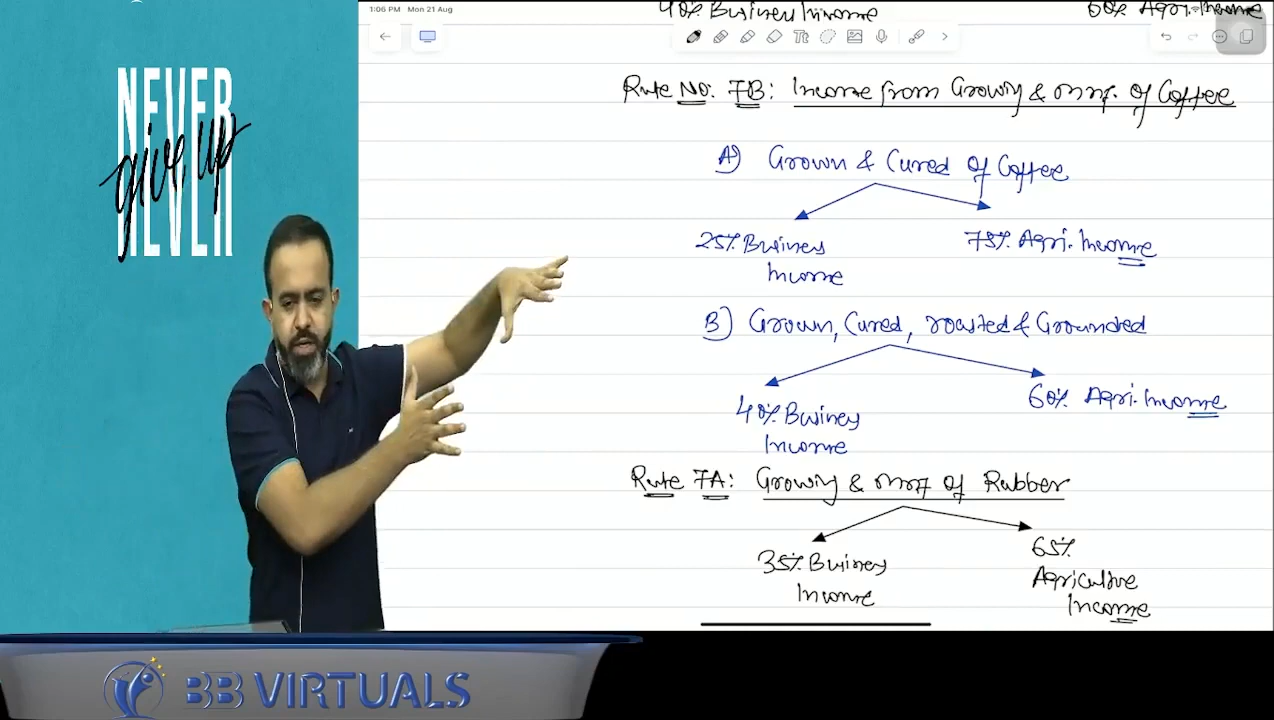 1:06 PM Mon 21 Aug
40% Business Income
60% Agri. Income
NEVER
give up
NEVER
Rule No. 7B: Income from Growing & Mnf. of Coffee
A) Grown & Cured of Coffee
25% Business
Income
75% Agri. Income
B) Grown, Cured, roasted & Grounded
40% Business
Income
60% Agri. Income
Rule 7A: Growing & Mnf of Rubber
35% Business
Income
65%
Agriculture
Income
BB VIRTUALS